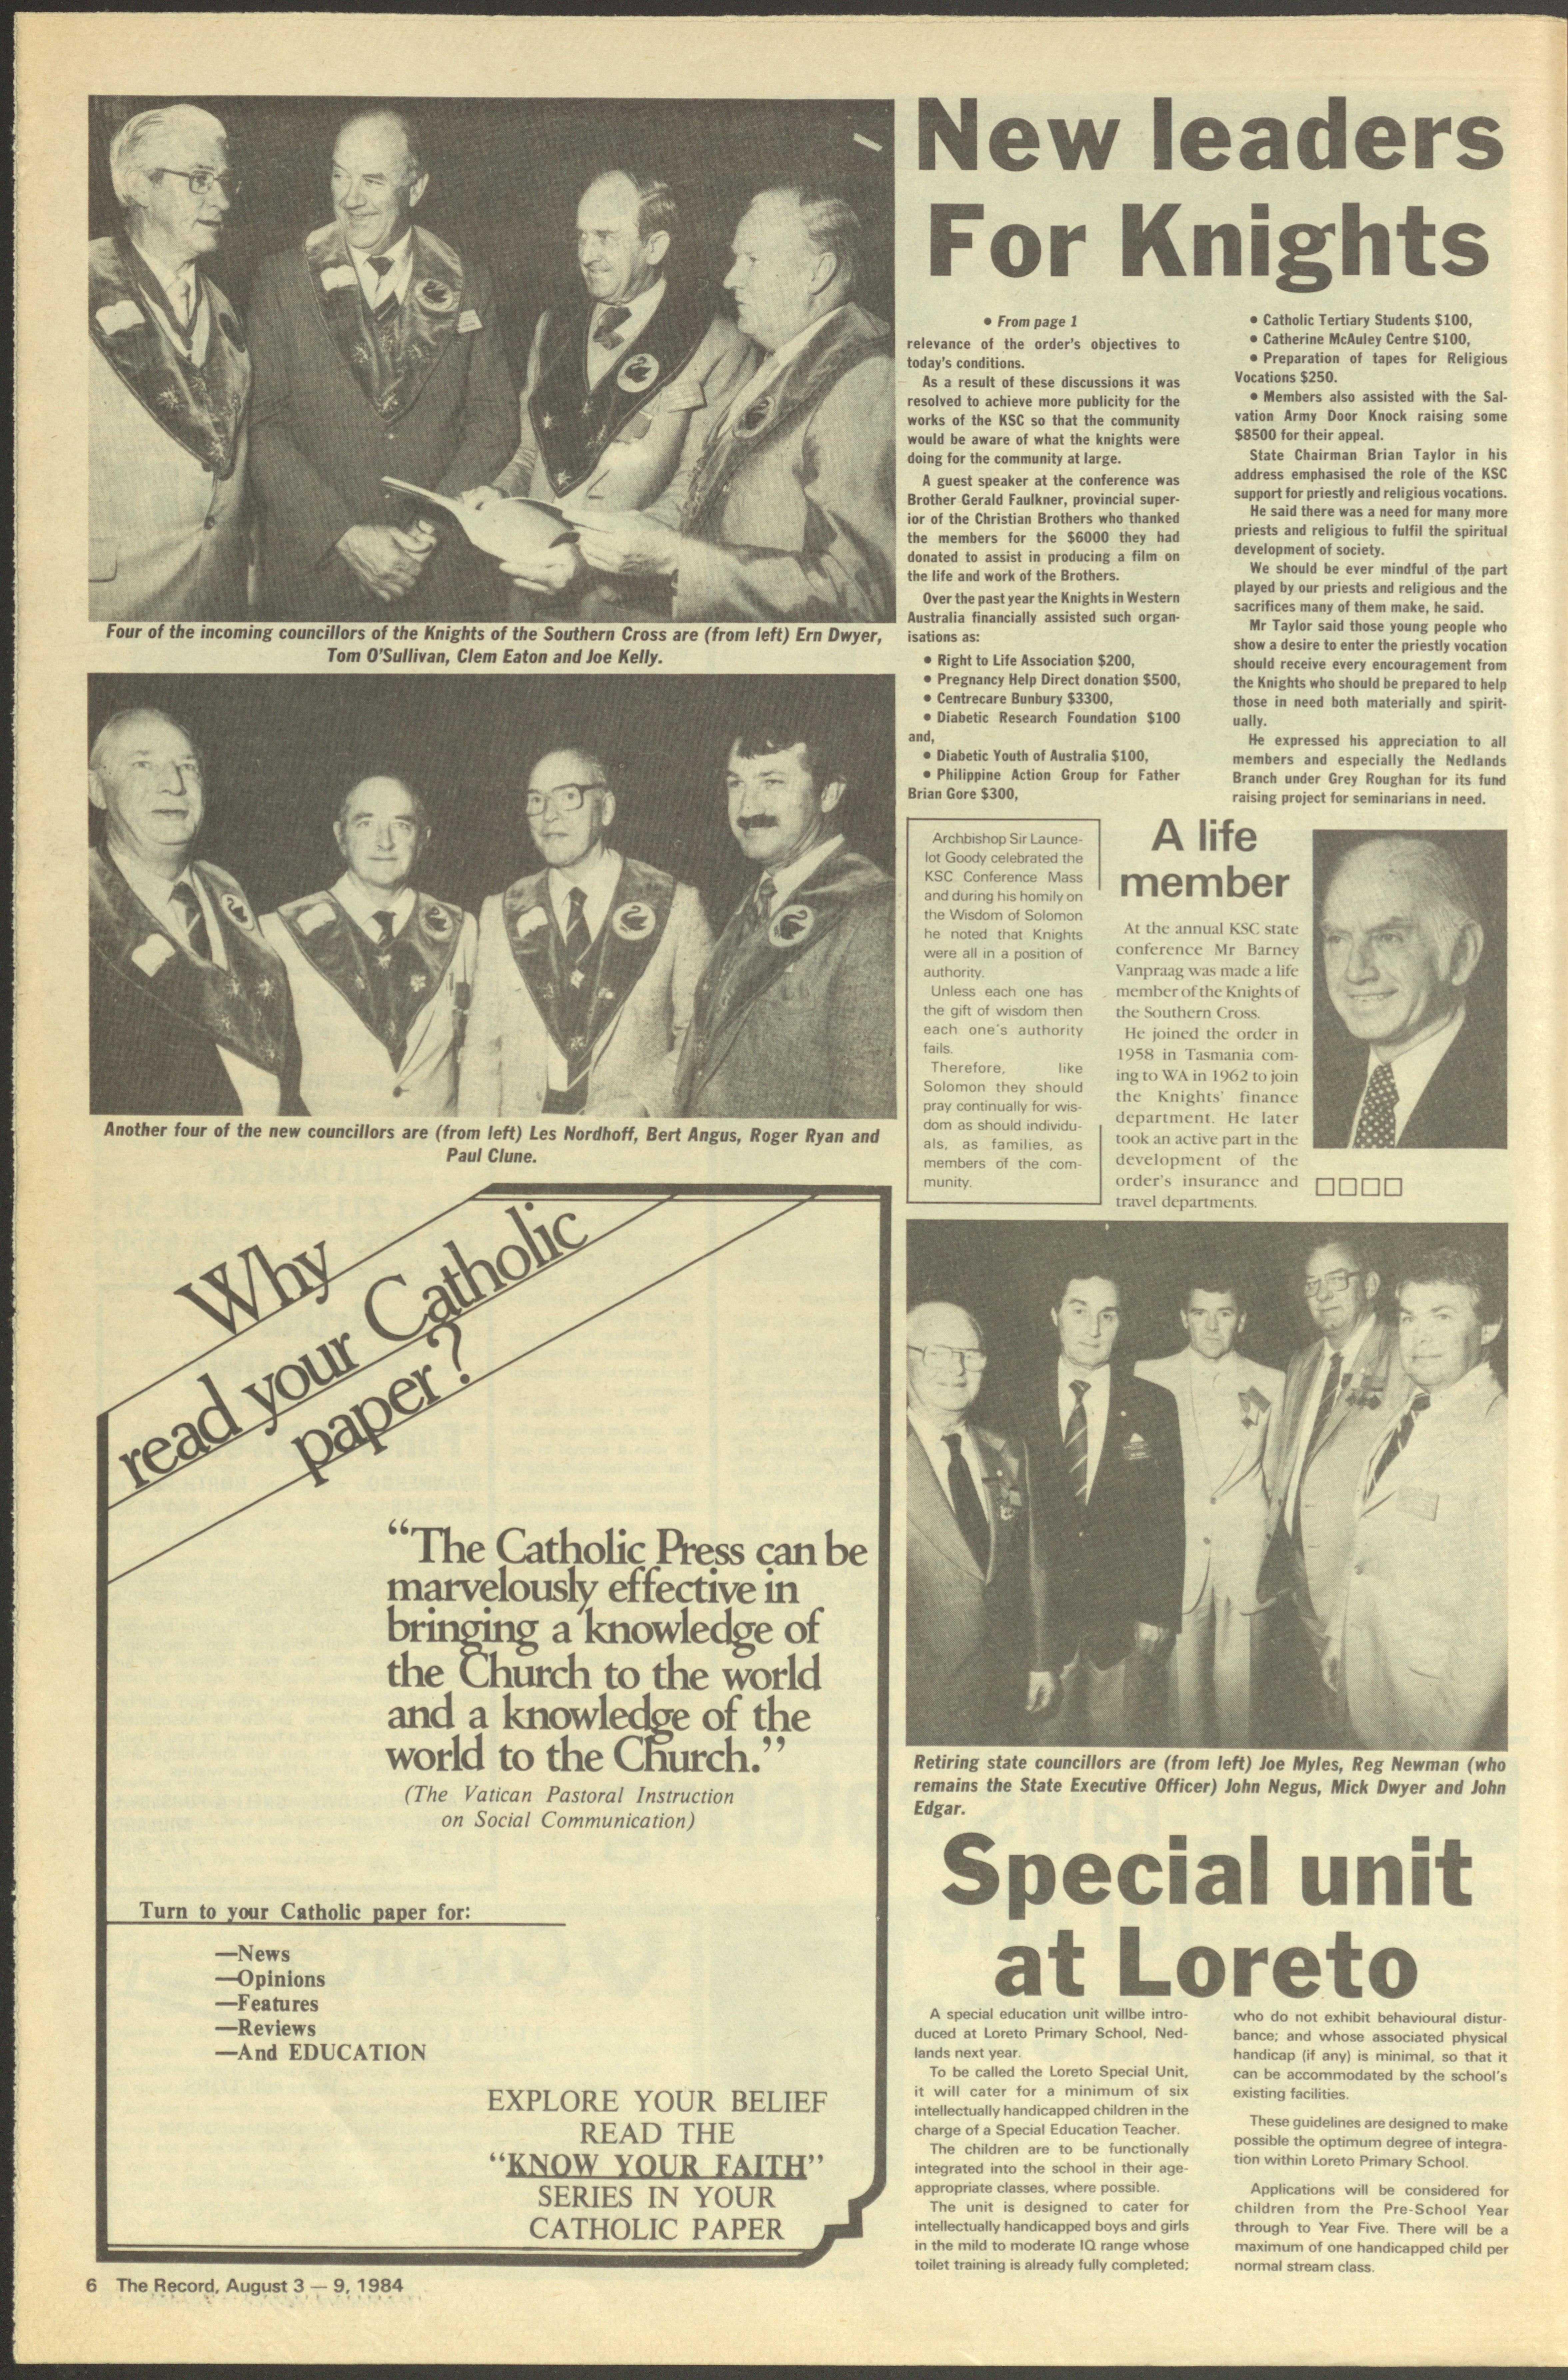 Four of the incoming councillors of the Knights of the Southern Cross are (from left) Ern Dwyer,
Tom O'Sullivan, Clem Eaton and Joe Kelly.
Another four of the new councillors are (from left) Les Nordhoff, Bert Angus, Roger Ryan and
Paul Clune.
New leaders
For Knights
• From page 1
relevance of the order's objectives to
today's conditions.
As a result of these discussions it was
resolved to achieve more publicity for the
works of the KSC so that the community
would be aware of what the knights were
doing for the community at large.
A guest speaker at the conference was
Brother Gerald Faulkner, provincial super-
ior of the Christian Brothers who thanked
the members for the $6000 they had
donated to assist in producing a film on
the life and work of the Brothers.
Over the past year the Knights in Western
Australia financially assisted such organ-
isations as:
• Right to Life Association $200,
• Pregnancy Help Direct donation $500,
• Centrecare Bunbury $3300,
• Diabetic Research Foundation $100
and,
• Diabetic Youth of Australia $100,
• Philippine Action Group for Father
Brian Gore $300,
• Catholic Tertiary Students $100,
• Catherine McAuley Centre $100,
• Preparation of tapes for Religious
Vocations $250.
• Members also assisted with the Sal-
vation Army Door Knock raising some
$8500 for their appeal.
State Chairman Brian Taylor in his
address emphasised the role of the KSC
support for priestly and religious vocations.
He said there was a need for many more
priests and religious to fulfil the spiritual
development of society.
We should be ever mindful of the part
played by our priests and religious and the
sacrifices many of them make, he said.
Mr Taylor said those young people who
show a desire to enter the priestly vocation
should receive every encouragement from
the Knights who should be prepared to help
those in need both materially and spirit-
ually.
He expressed his appreciation to all
members and especially the Nedlands
Branch under Grey Roughan for its fund
raising project for seminarians in need.
Archbishop Sir Launce-
lot Goody celebrated the
KSC Conference Mass
and during his homily on
the Wisdom of Solomon
he noted that Knights
were all in a position of
authority.
Unless each one has
the gift of wisdom then
each one's authority
fails.
Therefore, like
Solomon they should
pray continually for wis-
dom as should individu-
als, as families, as
members of the com-
munity.
A life
member
At the annual KSC state
conference Mr Barney
Vanpraag was made a life
member of the Knights of
the Southern Cross.
He joined the order in
1958 in Tasmania com-
ing to WA in 1962 to join
the Knights' finance
department. He later
took an active part in the
development of the
order's insurance and
travel departments.
Retiring state councillors are (from left) Joe Myles, Reg Newman (who
remains the State Executive Officer) John Negus, Mick Dwyer and John
Edgar.
Special unit
at Loreto
A special education unit willbe intro-
duced at Loreto Primary School, Ned-
lands next year.
To be called the Loreto Special Unit,
it will cater for a minimum of six
intellectually handicapped children in the
charge of a Special Education Teacher.
The children are to be functionally
integrated into the school in their age-
appropriate classes, where possible.
The unit is designed to cater for
intellectually handicapped boys and girls
in the mild to moderate IQ range whose
toilet training is already fully completed;
who do not exhibit behavioural distur-
bance; and whose associated physical
handicap (if any) is minimal, so that it
can be accommodated by the school's
existing facilities.
These guidelines are designed to make
possible the optimum degree of integra-
tion within Loreto Primary School.
Applications will be considered for
children from the Pre-School Year
through to Year Five. There will be a
maximum of one handicapped child per
normal stream class.
Why
read your Catholic
paper?
“The Catholic Press can be
marvelously effective in
bringing a knowledge of
the Church to the world
and a knowledge of the
world to the Church.”
(The Vatican Pastoral Instruction
on Social Communication)
Turn to your Catholic paper for:
—News
—Opinions
—Features
—Reviews
—And EDUCATION
EXPLORE YOUR BELIEF
READ THE
“KNOW YOUR FAITH”
SERIES IN YOUR
CATHOLIC PAPER
6 The Record, August 3 — 9, 1984